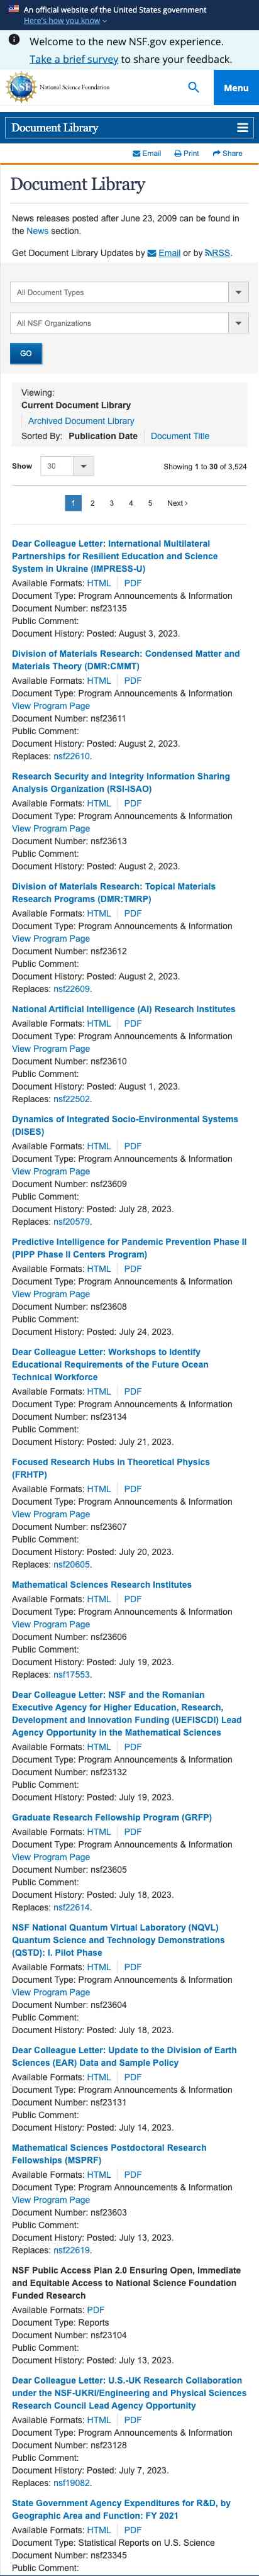 An official website of the United States government
Here's how you know
Welcome to the new NSF.gov experience.
Take a brief survey to share your feedback.
NSF
National Science Foundation
Menu
Document Library
Email Print Share
Document Library
News releases posted after June 23, 2009 can be found in
the News section.
Get Document Library Updates by Email or by RSS.
All Document Types
All NSF Organizations
GO
Viewing:
Current Document Library
Archived Document Library
Sorted By: Publication Date Document Title
Show 30 Showing 1 to 30 of 3,524
1 2 3 4 5 Next ›
Dear Colleague Letter: International Multilateral
Partnerships for Resilient Education and Science
System in Ukraine (IMPRESS-U)
Available Formats: HTML PDF
Document Type: Program Announcements & Information
Document Number: nsf23135
Public Comment:
Document History: Posted: August 3, 2023.
Division of Materials Research: Condensed Matter and
Materials Theory (DMR:CMMT)
Available Formats: HTML PDF
Document Type: Program Announcements & Information
View Program Page
Document Number: nsf23611
Public Comment:
Document History: Posted: August 2, 2023.
Replaces: nsf22610.
Research Security and Integrity Information Sharing
Analysis Organization (RSI-ISAO)
Available Formats: HTML PDF
Document Type: Program Announcements & Information
View Program Page
Document Number: nsf23613
Public Comment:
Document History: Posted: August 2, 2023.
Division of Materials Research: Topical Materials
Research Programs (DMR:TMRP)
Available Formats: HTML PDF
Document Type: Program Announcements & Information
View Program Page
Document Number: nsf23612
Public Comment:
Document History: Posted: August 2, 2023.
Replaces: nsf22609.
National Artificial Intelligence (AI) Research Institutes
Available Formats: HTML PDF
Document Type: Program Announcements & Information
View Program Page
Document Number: nsf23610
Public Comment:
Document History: Posted: August 1, 2023.
Replaces: nsf22502.
Dynamics of Integrated Socio-Environmental Systems
(DISES)
Available Formats: HTML PDF
Document Type: Program Announcements & Information
View Program Page
Document Number: nsf23609
Public Comment:
Document History: Posted: July 28, 2023.
Replaces: nsf20579.
Predictive Intelligence for Pandemic Prevention Phase II
(PIPP Phase II Centers Program)
Available Formats: HTML PDF
Document Type: Program Announcements & Information
View Program Page
Document Number: nsf23608
Public Comment:
Document History: Posted: July 24, 2023.
Dear Colleague Letter: Workshops to Identify
Educational Requirements of the Future Ocean
Technical Workforce
Available Formats: HTML PDF
Document Type: Program Announcements & Information
Document Number: nsf23134
Public Comment:
Document History: Posted: July 21, 2023.
Focused Research Hubs in Theoretical Physics
(FRHTP)
Available Formats: HTML PDF
Document Type: Program Announcements & Information
View Program Page
Document Number: nsf23607
Public Comment:
Document History: Posted: July 20, 2023.
Replaces: nsf20605.
Mathematical Sciences Research Institutes
Available Formats: HTML PDF
Document Type: Program Announcements & Information
View Program Page
Document Number: nsf23606
Public Comment:
Document History: Posted: July 19, 2023.
Replaces: nsf17553.
Dear Colleague Letter: NSF and the Romanian
Executive Agency for Higher Education, Research,
Development and Innovation Funding (UEFISCDI) Lead
Agency Opportunity in the Mathematical Sciences
Available Formats: HTML PDF
Document Type: Program Announcements & Information
Document Number: nsf23132
Public Comment:
Document History: Posted: July 19, 2023.
Graduate Research Fellowship Program (GRFP)
Available Formats: HTML PDF
Document Type: Program Announcements & Information
View Program Page
Document Number: nsf23605
Public Comment:
Document History: Posted: July 18, 2023.
Replaces: nsf22614.
NSF National Quantum Virtual Laboratory (NQVL)
Quantum Science and Technology Demonstrations
(QSTD): I. Pilot Phase
Available Formats: HTML PDF
Document Type: Program Announcements & Information
View Program Page
Document Number: nsf23604
Public Comment:
Document History: Posted: July 18, 2023.
Dear Colleague Letter: Update to the Division of Earth
Sciences (EAR) Data and Sample Policy
Available Formats: HTML PDF
Document Type: Program Announcements & Information
Document Number: nsf23131
Public Comment:
Document History: Posted: July 14, 2023.
Mathematical Sciences Postdoctoral Research
Fellowships (MSPRF)
Available Formats: HTML PDF
Document Type: Program Announcements & Information
View Program Page
Document Number: nsf23603
Public Comment:
Document History: Posted: July 13, 2023.
Replaces: nsf22619.
NSF Public Access Plan 2.0 Ensuring Open, Immediate
and Equitable Access to National Science Foundation
Funded Research
Available Formats: PDF
Document Type: Reports
Document Number: nsf23104
Public Comment:
Document History: Posted: July 13, 2023.
Dear Colleague Letter: U.S.-UK Research Collaboration
under the NSF-UKRI/Engineering and Physical Sciences
Research Council Lead Agency Opportunity
Available Formats: HTML PDF
Document Type: Program Announcements & Information
Document Number: nsf23128
Public Comment:
Document History: Posted: July 7, 2023.
Replaces: nsf19082.
State Government Agency Expenditures for R&D, by
Geographic Area and Function: FY 2021
Available Formats: HTML PDF
Document Type: Statistical Reports on U.S. Science
Document Number: nsf23345
Public Comment: